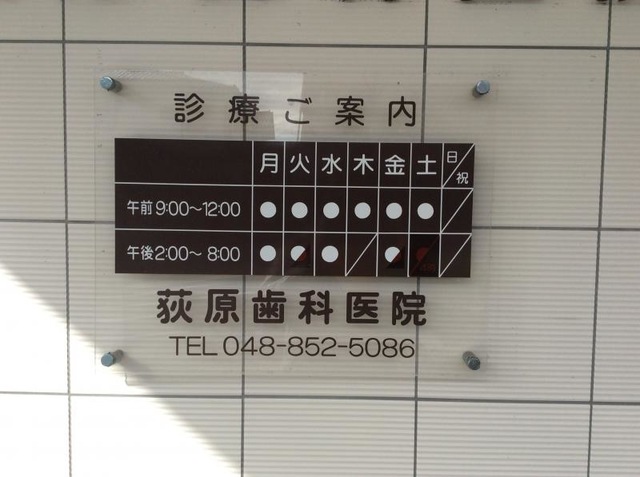 診療ご案内
月 火 水 木 金 土 日/祝
午前 9:00〜12:00 ● ● ● ● ● ● ／
午後 2:00〜 8:00 ● ● ● ／ ● ● ／
荻原歯科医院
TEL 048-852-5086